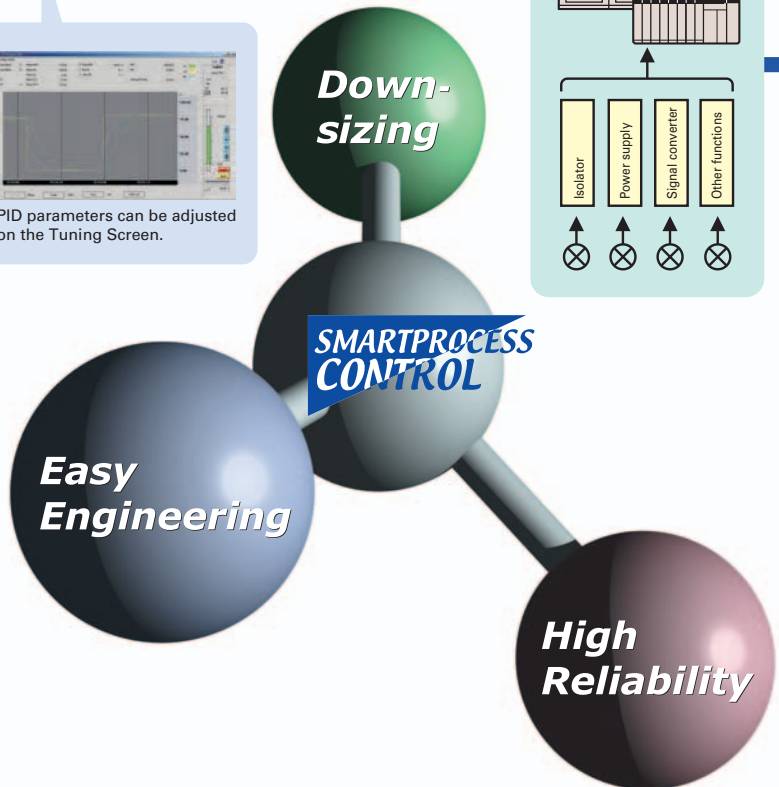 Down-
sizing
PID parameters can be adjusted
on the Tuning Screen.
Isolator
Power supply
Signal converter
Other functions
SMARTPROCESS
CONTROL
Easy
Engineering
High
Reliability